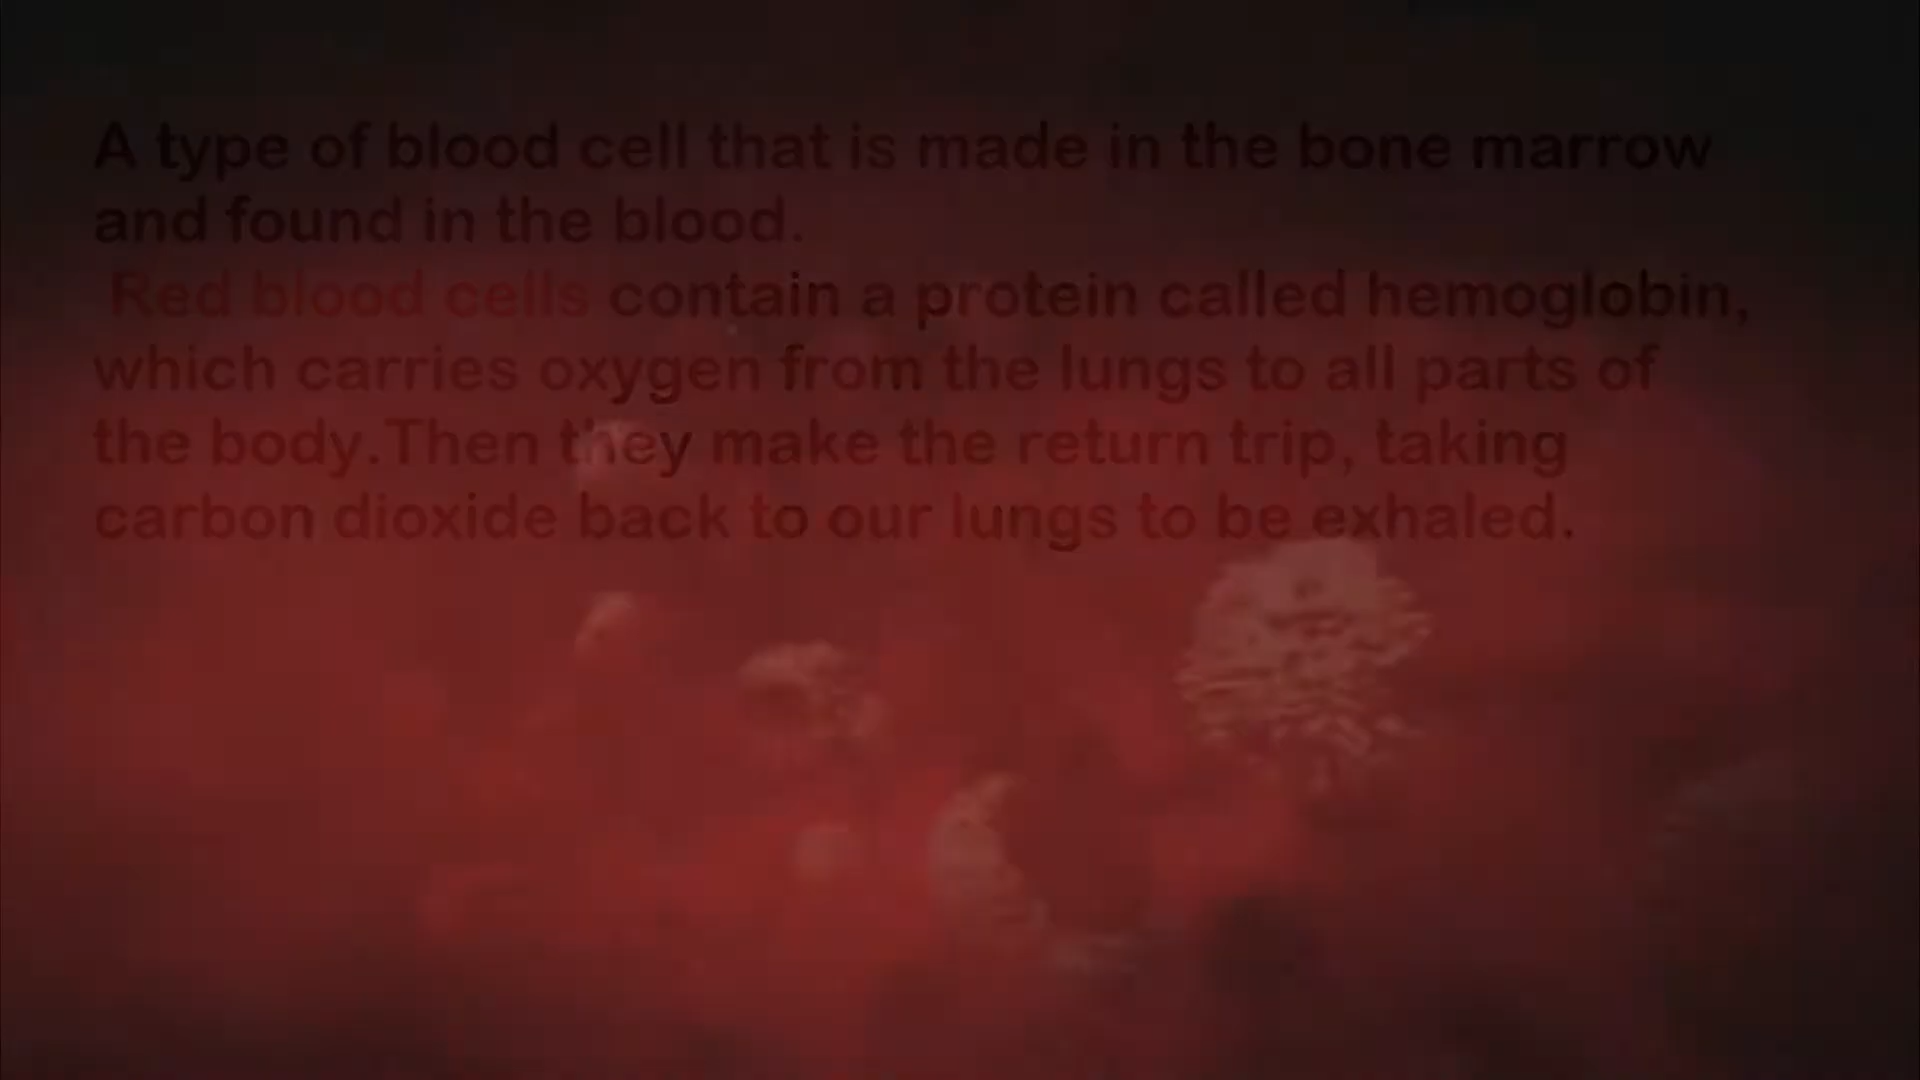 A type of blood cell that is made in the bone marrow
and found in the blood.
Red blood cells contain a protein called hemoglobin,
which carries oxygen from the lungs to all parts of
the body.Then they make the return trip, taking
carbon dioxide back to our lungs to be exhaled.